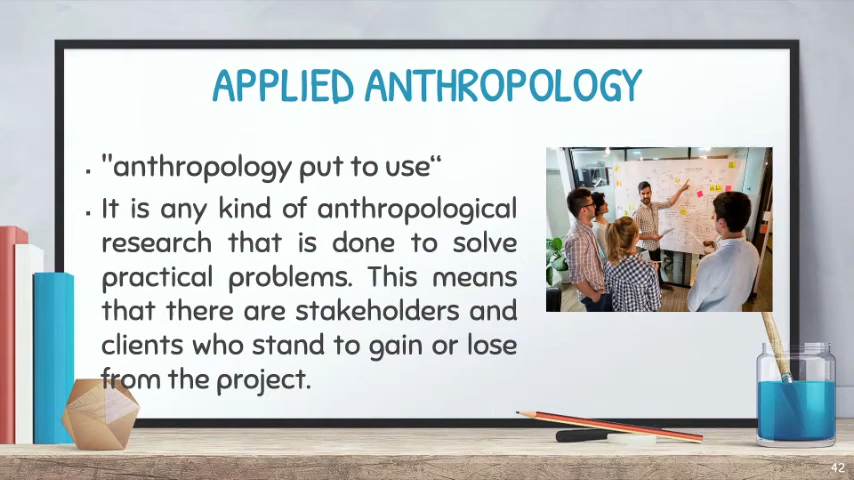 APPLIED ANTHROPOLOGY
▪ "anthropology put to use“
▪ It is any kind of anthropological
research that is done to solve
practical problems. This means
that there are stakeholders and
clients who stand to gain or lose
from the project.
42